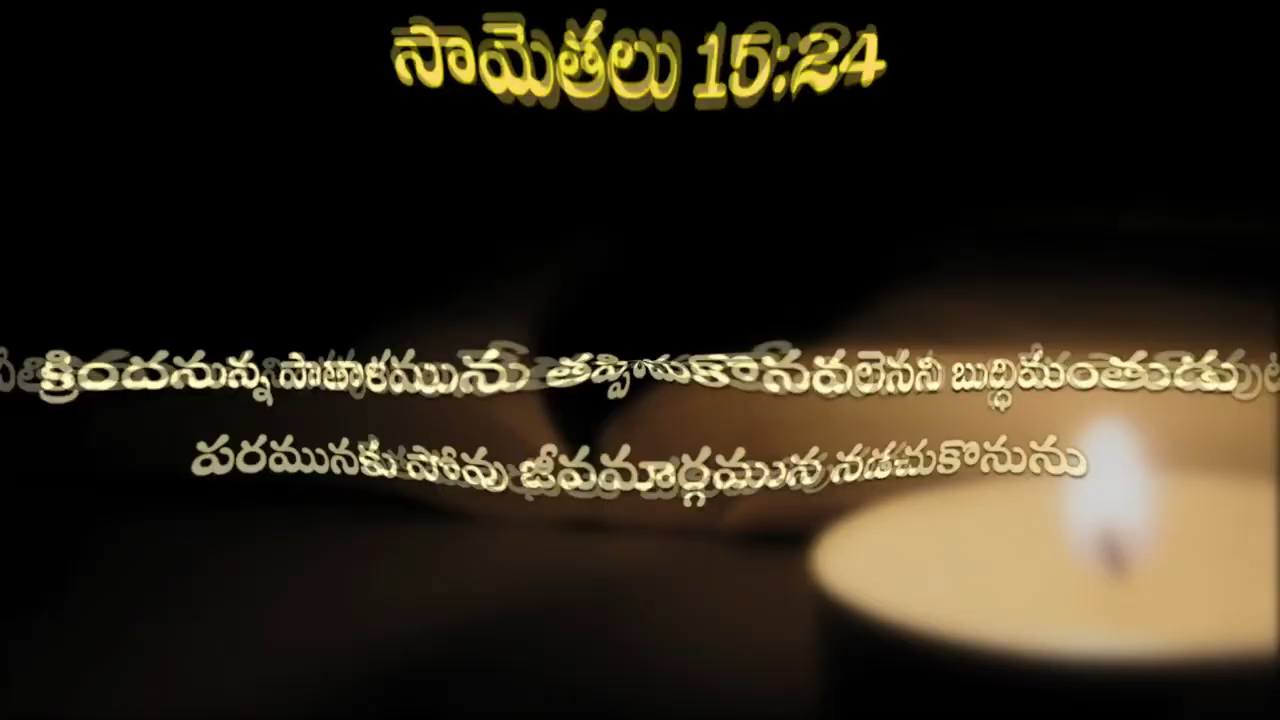 సామెతలు 15:24
క్రిందనున్న పాతాళమును తప్పించుకొనవలెనని బుద్ధిమంతుడు
పరమునకుపోవు జీవమార్గమున నడచుకొనును